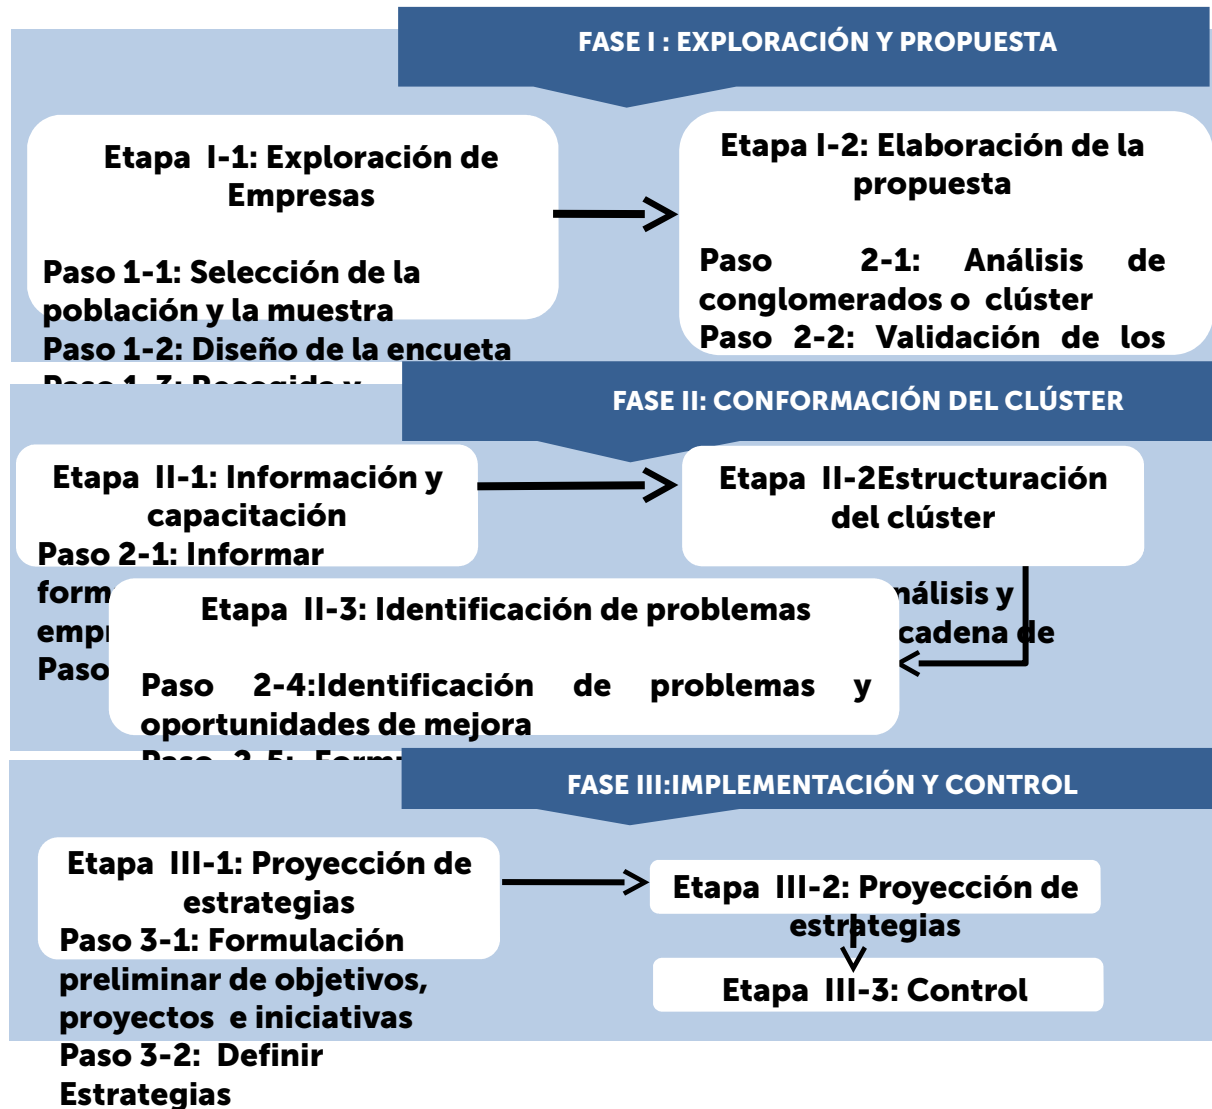 FASE I : EXPLORACIÓN Y PROPUESTA
Etapa I-1: Exploración de
Empresas
Paso 1-1: Selección de la
población y la muestra
Paso 1-2: Diseño de la encueta
Etapa I-2: Elaboración de la
propuesta
Paso 2-1: Análisis de
conglomerados o clúster
Paso 2-2: Validación de los
FASE II: CONFORMACIÓN DEL CLÚSTER
Etapa II-1: Información y
capacitación
Paso 2-1: Informar
Paso
Etapa II-2Estructuración
del clúster
nálisis y
cadena de
Etapa II-3: Identificación de problemas
Paso 2-4:Identificación de problemas y
oportunidades de mejora
FASE III:IMPLEMENTACIÓN Y CONTROL
Etapa III-1: Proyección de
estrategias
Paso 3-1: Formulación
preliminar de objetivos,
proyectos e iniciativas
Paso 3-2: Definir
Estrategias
Etapa III-2: Proyección de
estrategias
Etapa III-3: Control